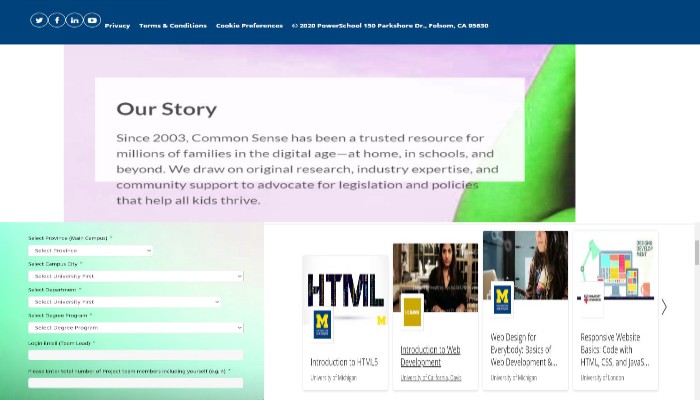 Privacy Terms & Conditions Cookie Preferences © 2020 PowerSchool 150 Parkshore Dr., Folsom, CA 95630
Our Story
Since 2003, Common Sense has been a trusted resource for
millions of families in the digital age—at home, in schools, and
beyond. We draw on original research, industry expertise, and
community support to advocate for legislation and policies
that help all kids thrive.
Select Province (Main Campus) *
Select Province
Select Campus City *
Select University First
Select Department *
Select University First
Select Degree Program *
Select Degree Program
Login Email (Team Lead) *
Please Enter total number of Project team members including yourself (e.g. n) *
HTML
M
M
Introduction to HTML5
University of Michigan
UC DAVIS
Introduction to Web
Development
University of California, Davis
M
Web Design for
Everybody: Basics of
Web Development &...
University of Michigan
DESIGNG
DEVELOP
MENT
Responsive Website
Basics: Code with
HTML, CSS, and JavaS...
University of London